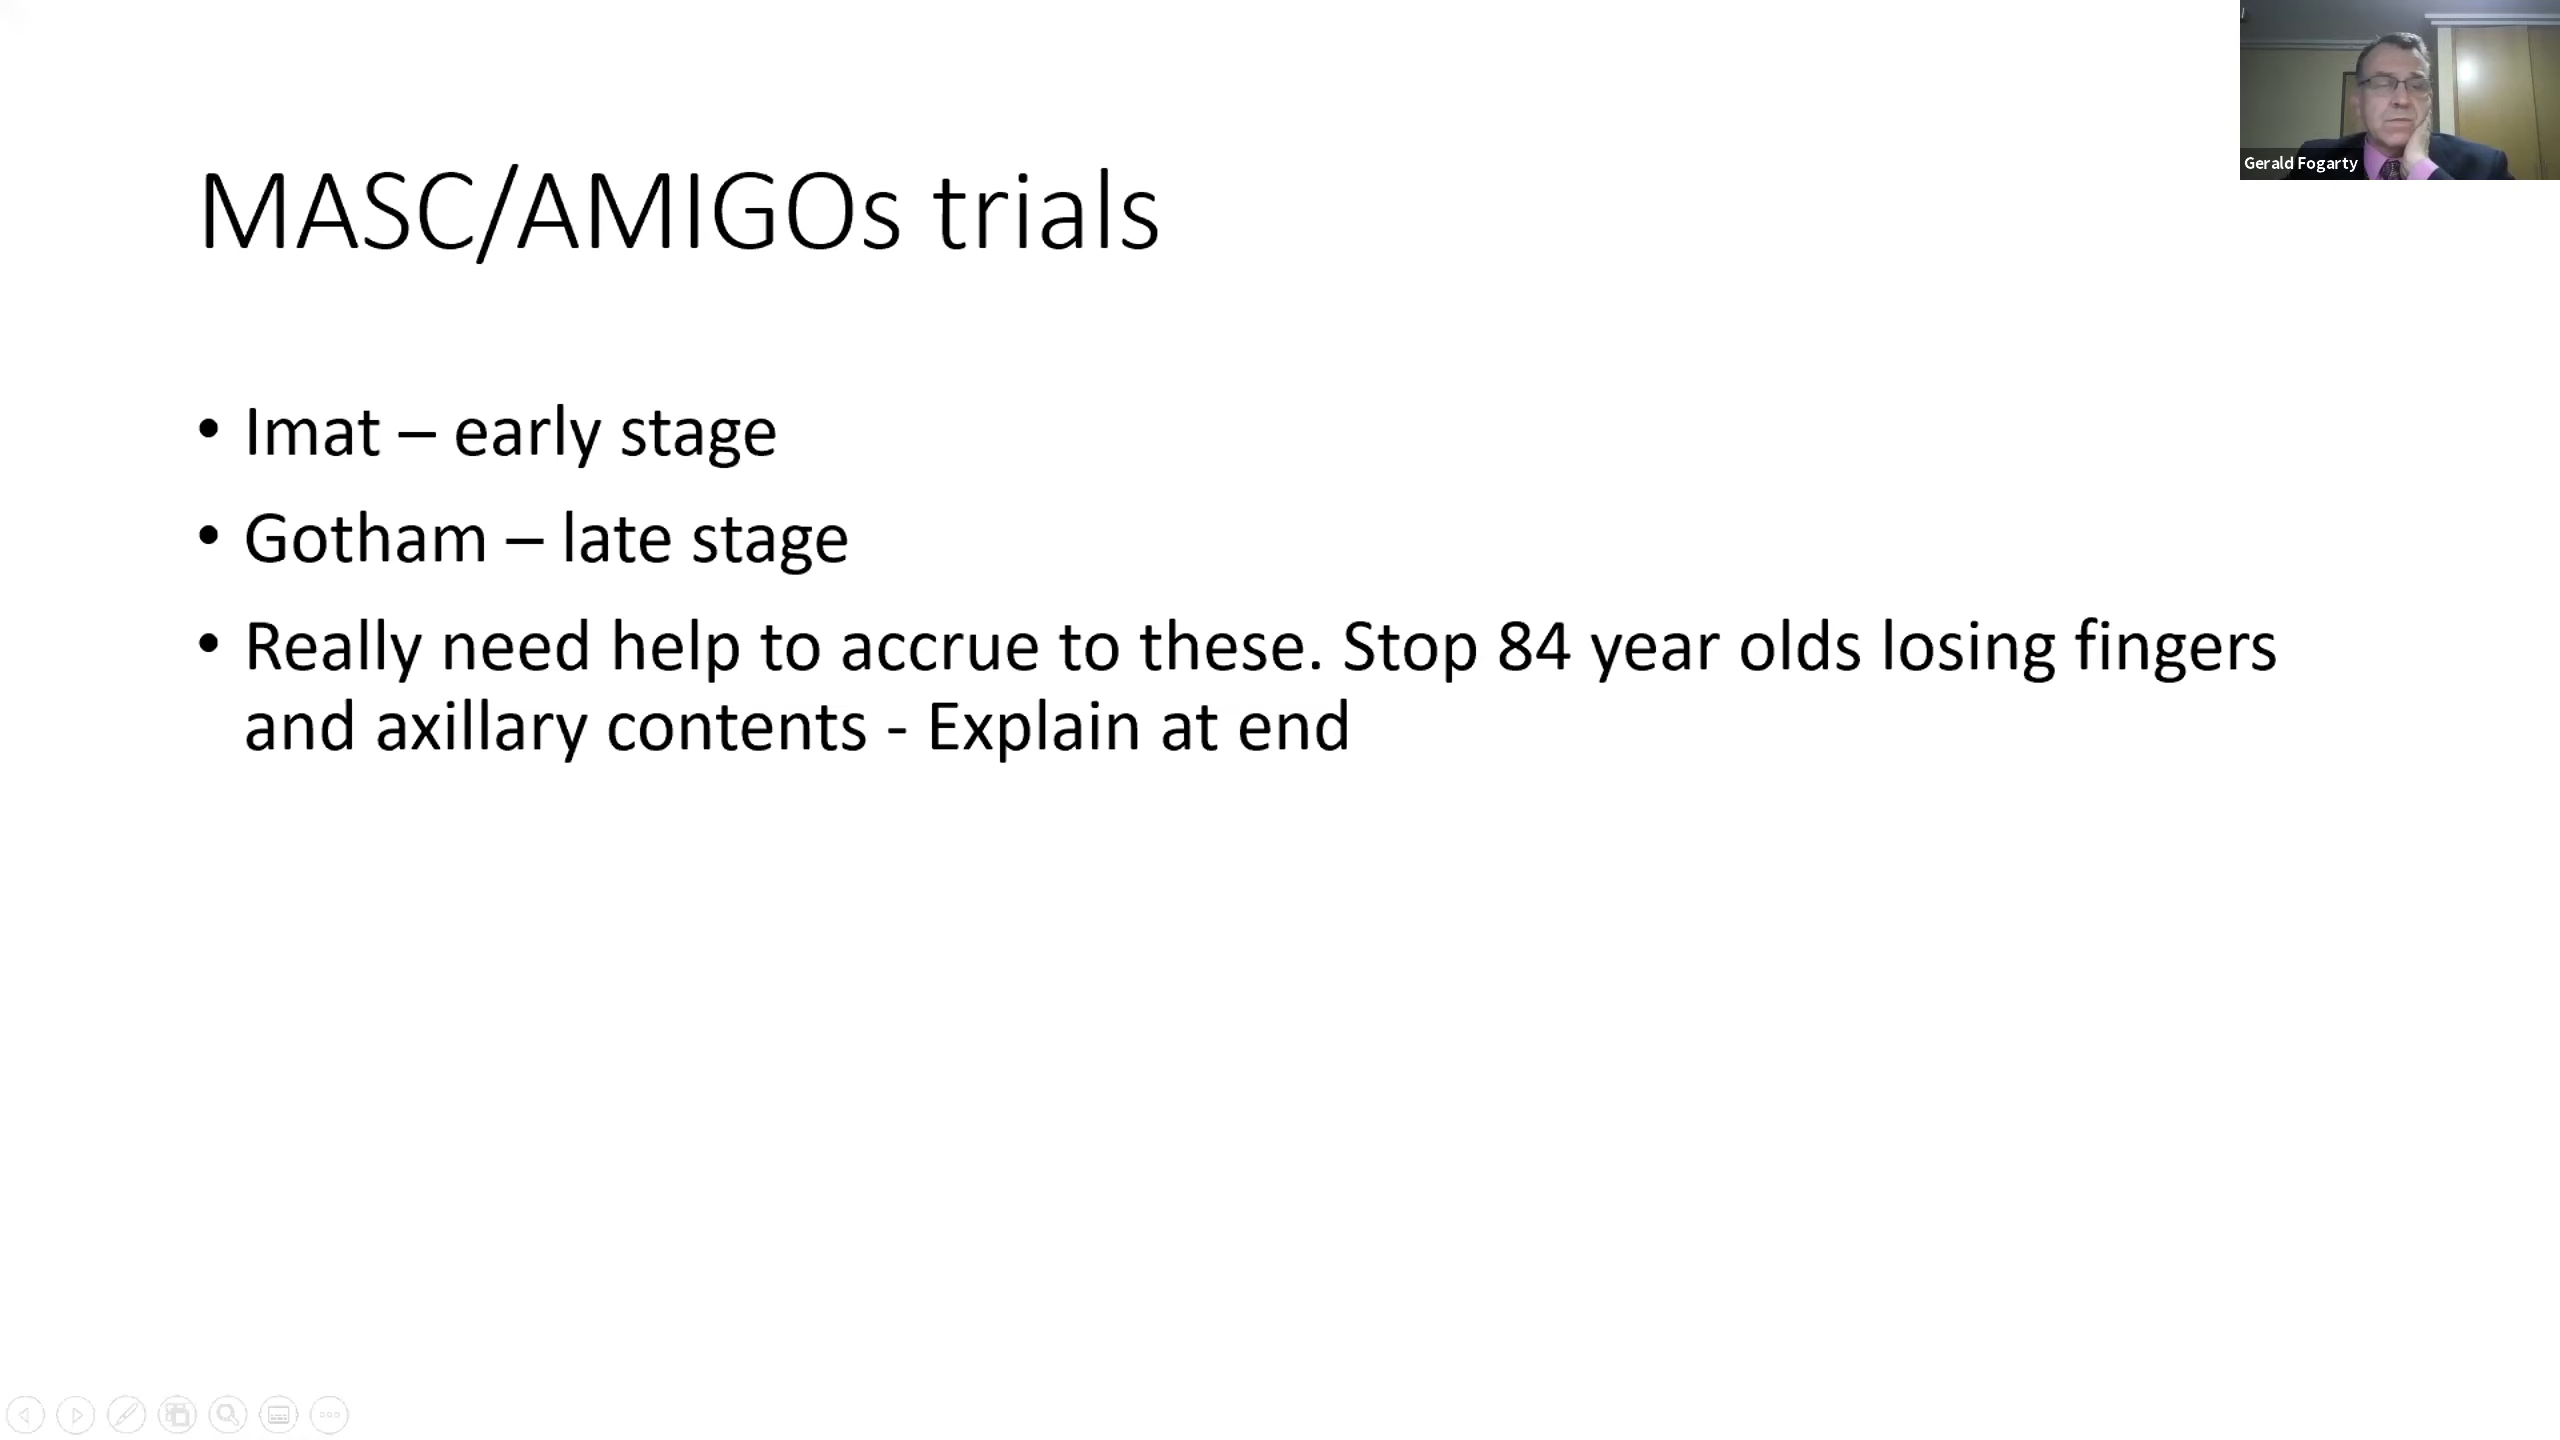 MASC/AMIGOs trials
• Imat – early stage
• Gotham – late stage
• Really need help to accrue to these. Stop 84 year olds losing fingers
and axillary contents - Explain at end
Gerald Fogarty